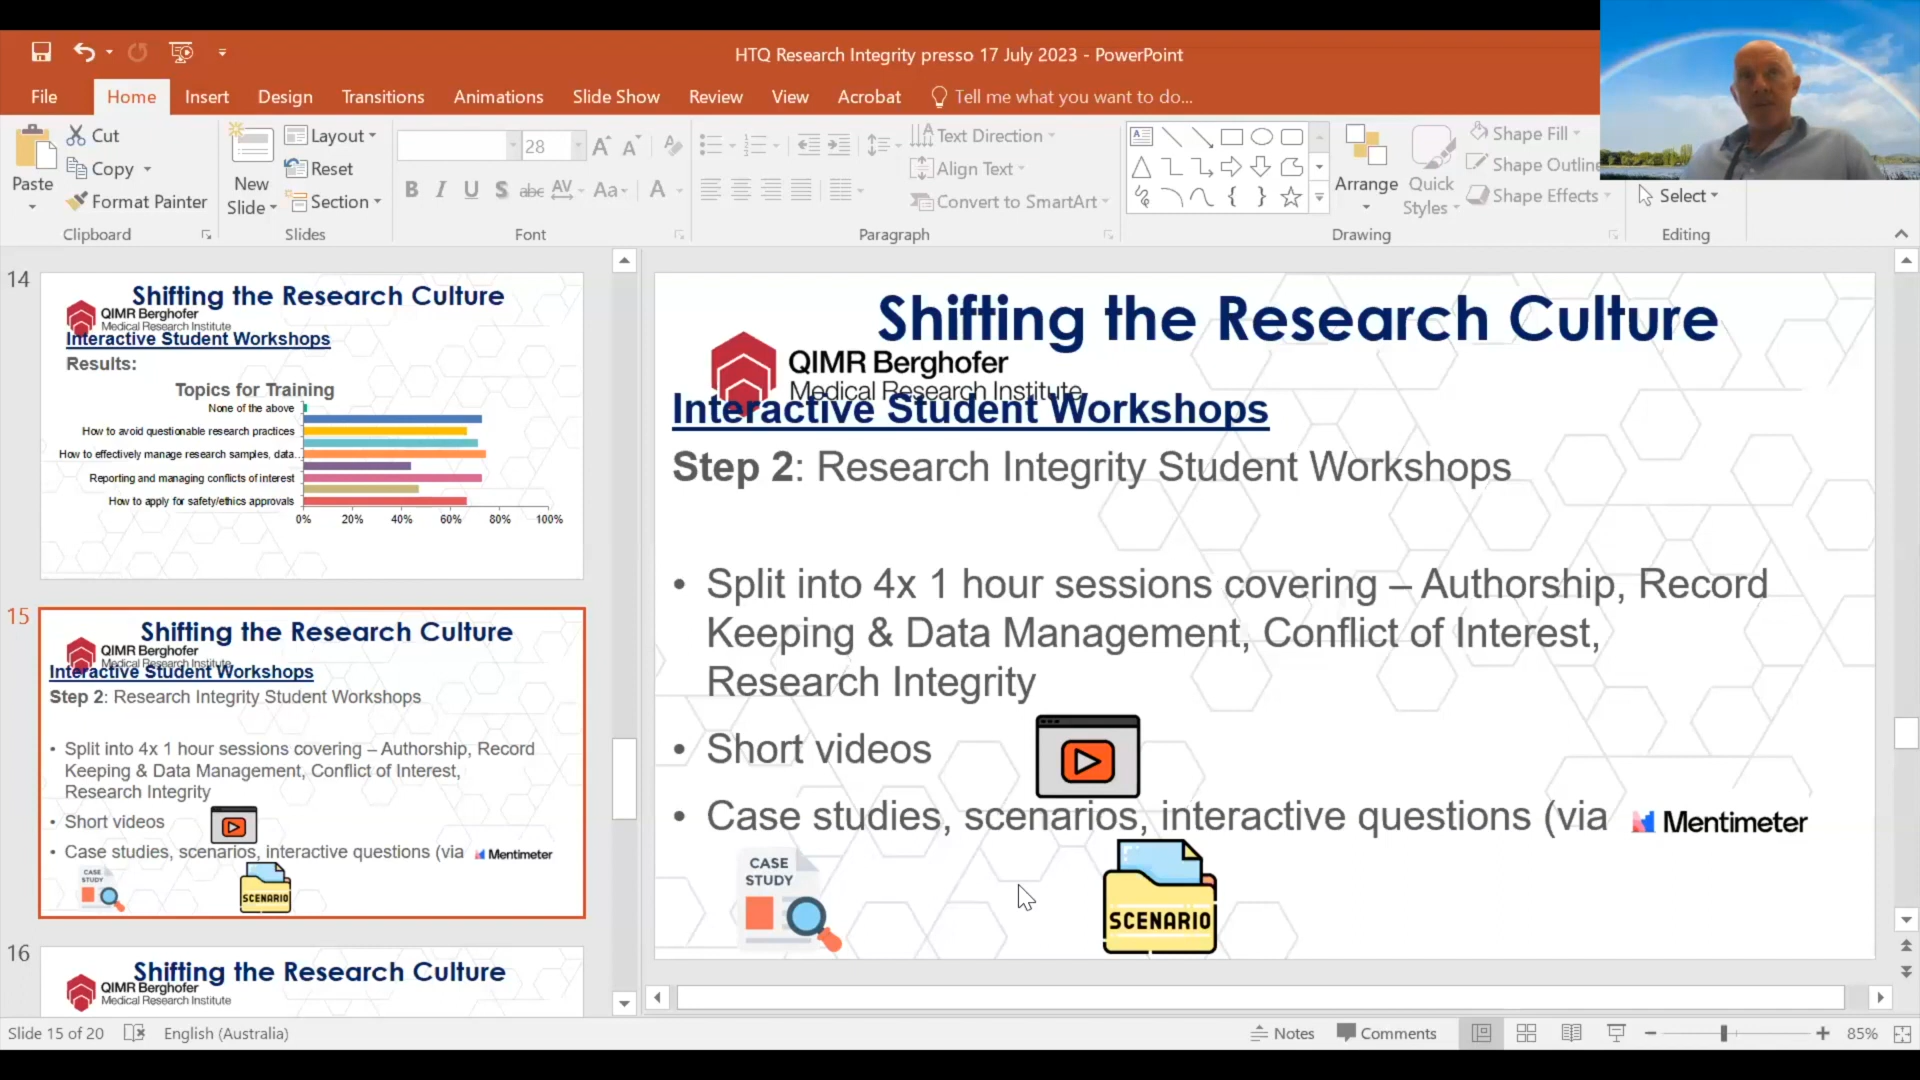 HTQ Research Integrity presso 17 July 2023 - PowerPoint
File Home Insert Design Transitions Animations Slide Show Review View Acrobat Tell me what you want to do...
Paste
Cut
Copy
Format Painter
Clipboard
New Slide
Layout
Reset
Section
Slides
28
B I U S abc AV Aa A
Font
Text Direction
Align Text
Convert to SmartArt
Paragraph
Arrange
Quick Styles
Shape Fill
Shape Outline
Shape Effects
Drawing
Select
Editing
14
Shifting the Research Culture
QIMR Berghofer
Medical Research Institute
Interactive Student Workshops
Results:
Topics for Training
None of the above
How to avoid questionable research practices
How to effectively manage research samples, data...
Reporting and managing conflicts of interest
How to apply for safety/ethics approvals
0% 20% 40% 60% 80% 100%
15
Shifting the Research Culture
QIMR Berghofer
Medical Research Institute
Interactive Student Workshops
Step 2: Research Integrity Student Workshops
• Split into 4x 1 hour sessions covering – Authorship, Record
Keeping & Data Management, Conflict of Interest,
Research Integrity
• Short videos
• Case studies, scenarios, interactive questions (via Mentimeter
CASE
STUDY
SCENARIO
16
Shifting the Research Culture
QIMR Berghofer
Medical Research Institute
Shifting the Research Culture
QIMR Berghofer
Medical Research Institute
Interactive Student Workshops
Step 2: Research Integrity Student Workshops
• Split into 4x 1 hour sessions covering – Authorship, Record
Keeping & Data Management, Conflict of Interest,
Research Integrity
• Short videos
• Case studies, scenarios, interactive questions (via Mentimeter
CASE
STUDY
SCENARIO
Slide 15 of 20 English (Australia) Notes Comments 85%